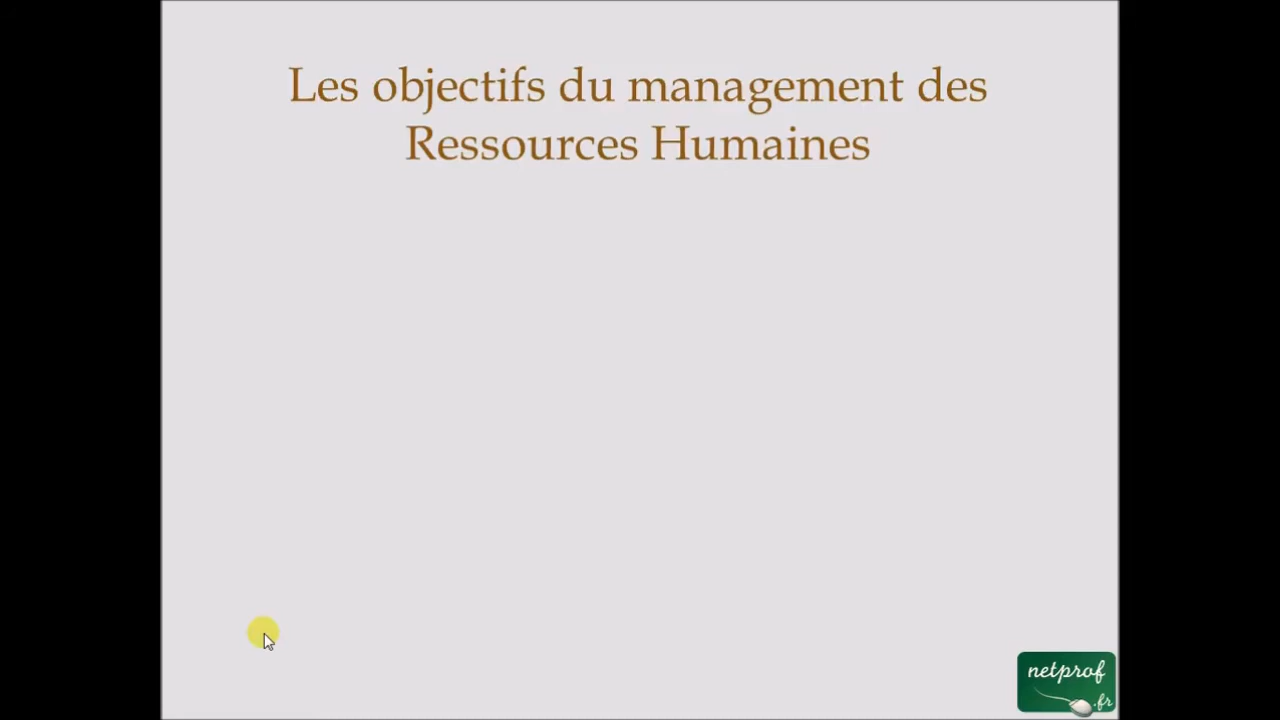 Les objectifs du management des
Ressources Humaines
netprof
.fr